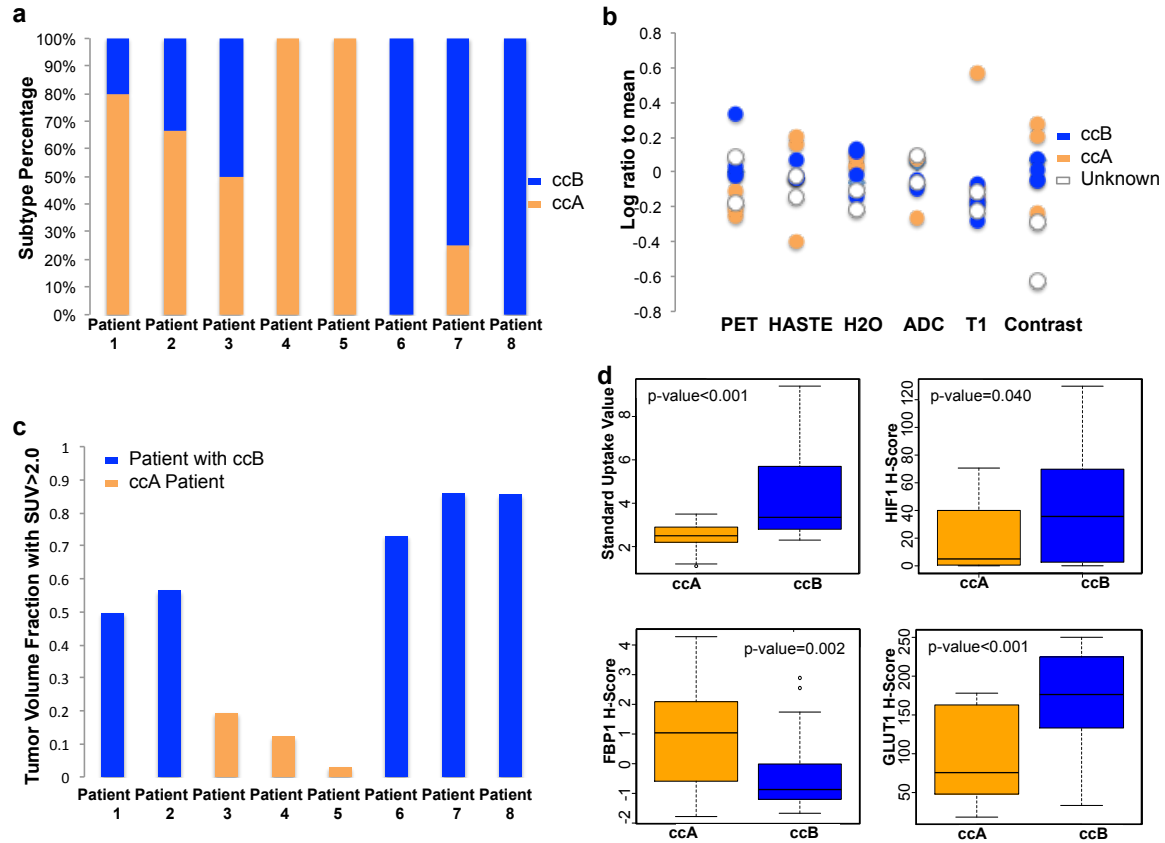 a
Subtype Percentage
100%
90%
80%
70%
60%
50%
40%
30%
20%
10%
0%
Patient 1
Patient 2
Patient 3
Patient 4
Patient 5
Patient 6
Patient 7
Patient 8
ccB
ccA
b
Log ratio to mean
0.8
0.6
0.4
0.2
0
-0.2
-0.4
-0.6
-0.8
PET HASTE H2O ADC T1 Contrast
ccB
ccA
Unknown
c
Tumor Volume Fraction with SUV>2.0
1
0.9
0.8
0.7
0.6
0.5
0.4
0.3
0.2
0.1
0
Patient with ccB
ccA Patient
Patient 1
Patient 2
Patient 3
Patient 4
Patient 5
Patient 6
Patient 7
Patient 8
d
Standard Uptake Value
8
6
4
2
p-value<0.001
ccA ccB
HIF1 H-Score
120
100
80
60
40
20
0
p-value=0.040
ccA ccB
FBP1 H-Score
4
3
2
1
0
-1
-2
p-value=0.002
ccA ccB
GLUT1 H-Score
250
200
150
100
50
p-value<0.001
ccA ccB